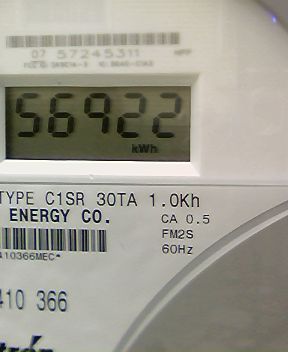 07 57245311
56922
kWh
TYPE C1SR 30TA 1.0Kh
ENERGY CO.
CA 0.5
FM2S
60Hz
410366MEC*
410 366